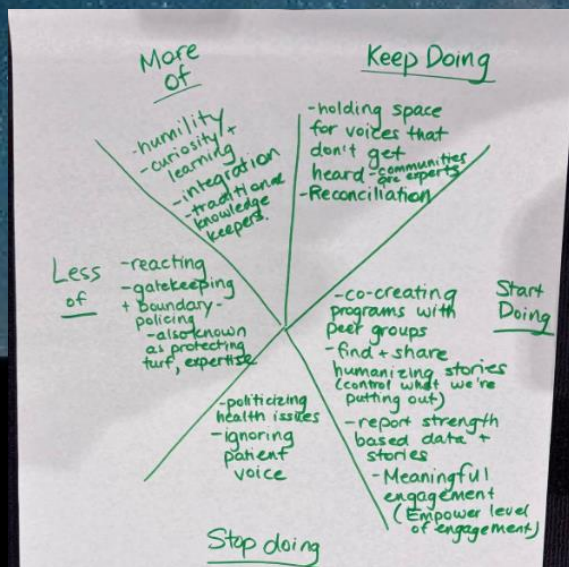 More
of
-humility
-curiosity +
learning
-integration
-traditional
knowledge
keepers.
Keep Doing
-holding space
for voices that
don't get
heard -communities
are experts
-Reconciliation
Less
of
-reacting
-gatekeeping
+ boundary-
policing
-also known
as protecting
turf, expertise
Start
Doing
-co-creating
programs with
peer groups
-find + share
humanizing stories
(control what we're
putting out)
-report strength
based data +
stories
-Meaningful
engagement
(Empower level
of engagement)
-politicizing
health issues
-ignoring
patient
voice
Stop doing